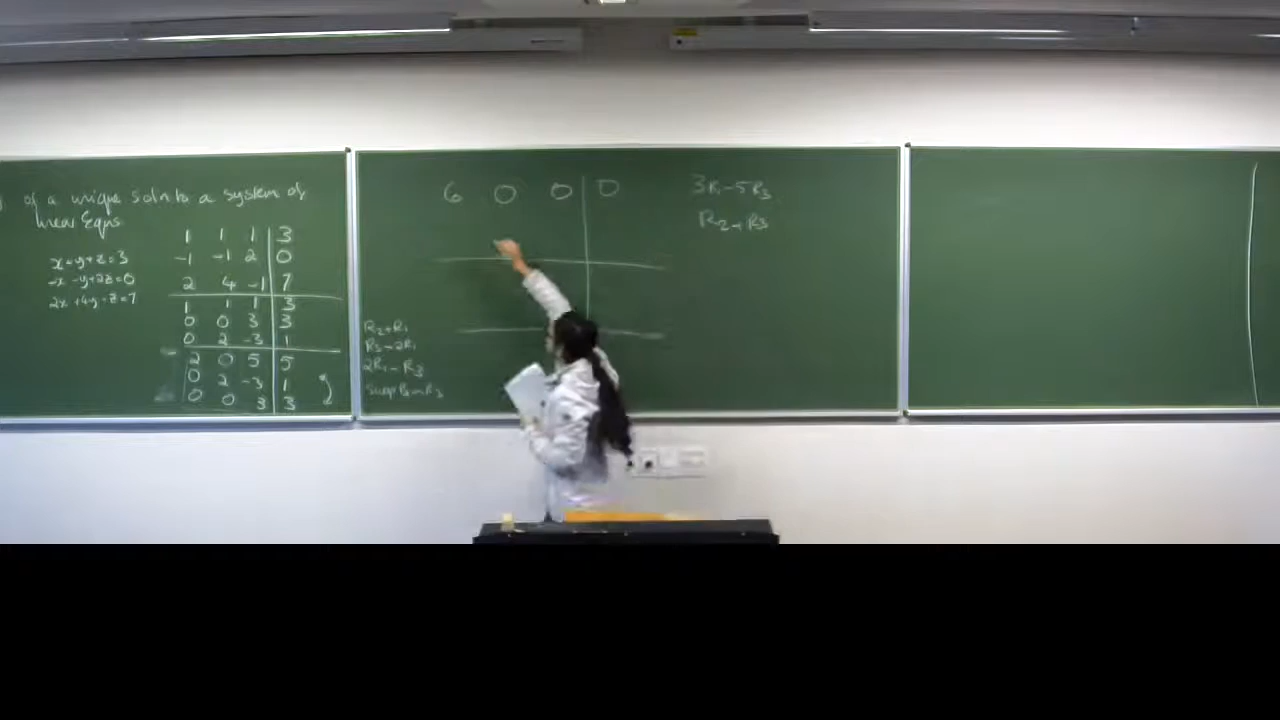 of a unique soln to a system of
linear Eqns
x+y+z=3
-x-y+2z=0
2x+4y-z=7
1 1 1 3
-1 -1 2 0
2 4 -1 7
1 1 1 3
0 0 3 3
0 2 -3 1
2 0 5 5
0 2 -3 1
0 0 3 3
R2+R1
R3-2R1
2R1-R3
swap R2↔R3
6 0 0 0
3R1-5R3
R2+R3